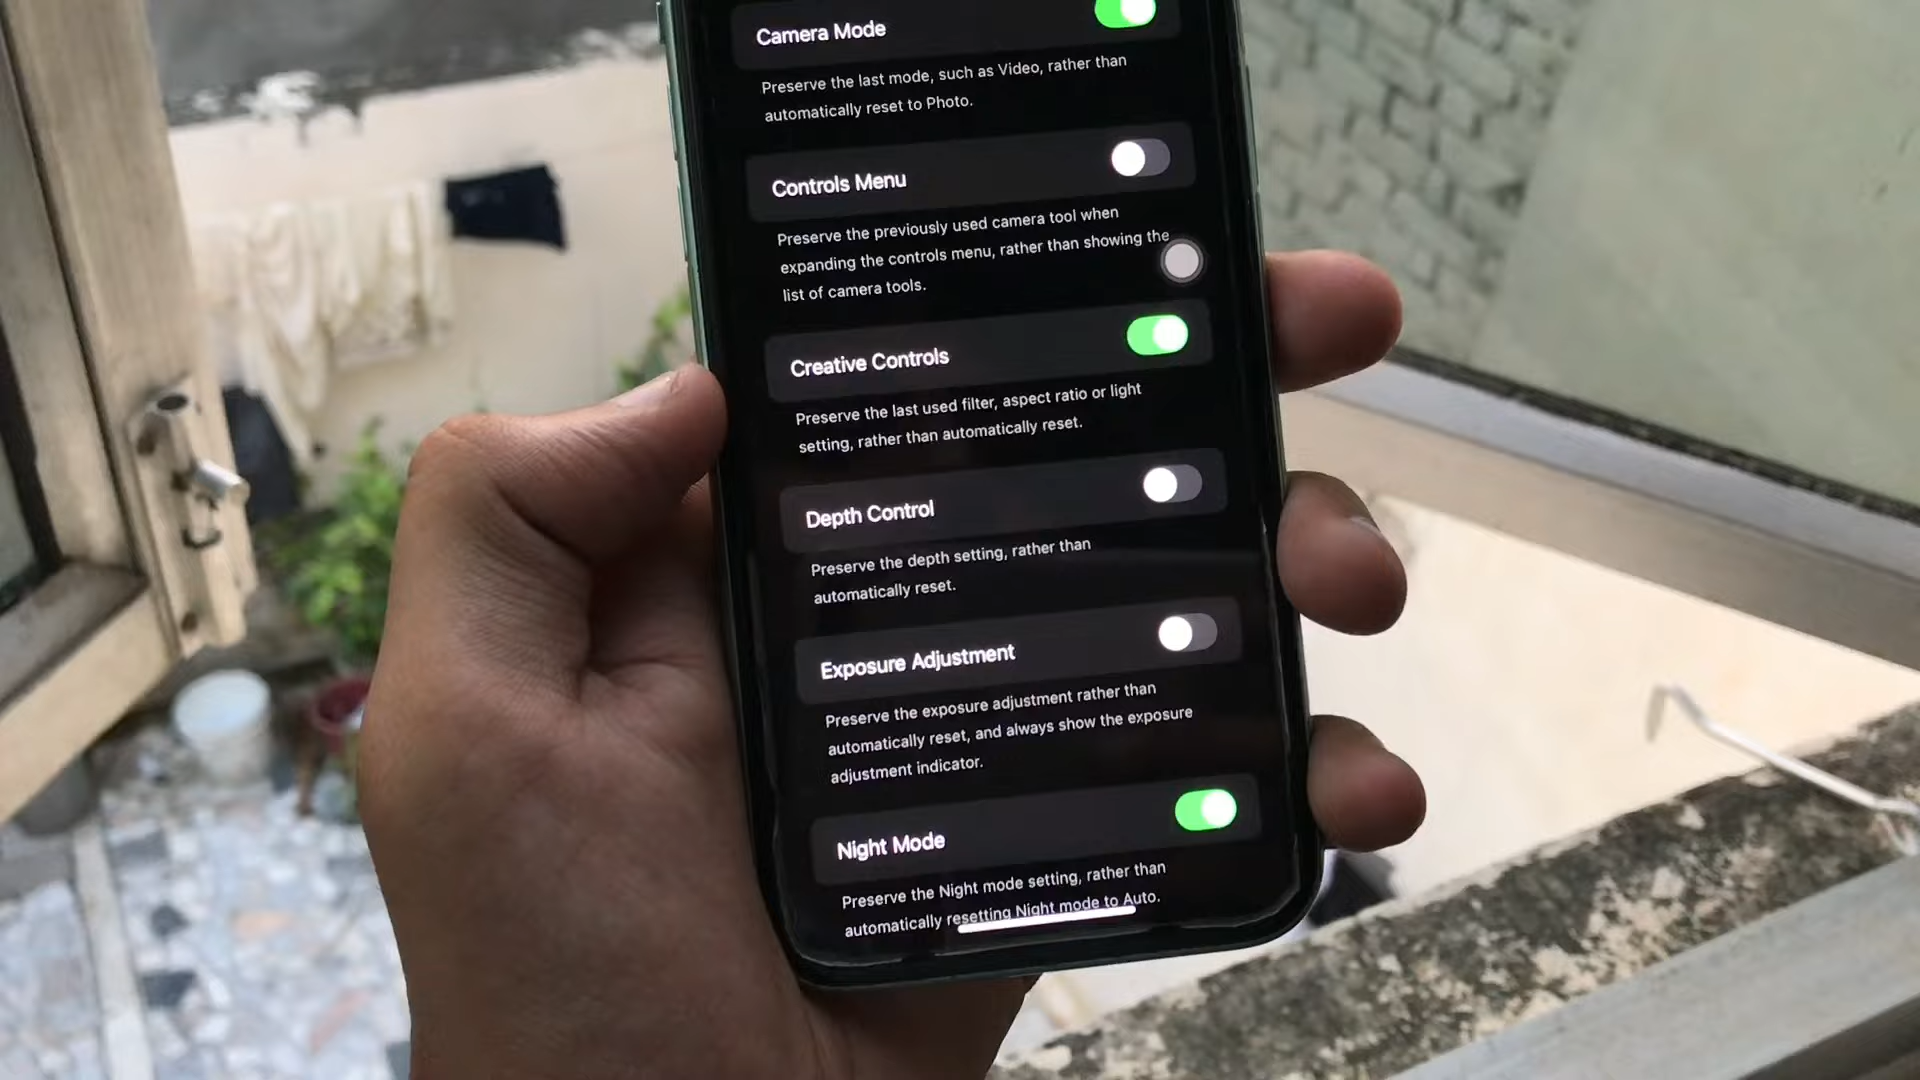 Camera Mode
Preserve the last mode, such as Video, rather than
automatically reset to Photo.
Controls Menu
Preserve the previously used camera tool when
expanding the controls menu, rather than showing the
list of camera tools.
Creative Controls
Preserve the last used filter, aspect ratio or light
setting, rather than automatically reset.
Depth Control
Preserve the depth setting, rather than
automatically reset.
Exposure Adjustment
Preserve the exposure adjustment rather than
automatically reset, and always show the exposure
adjustment indicator.
Night Mode
Preserve the Night mode setting, rather than
automatically resetting Night mode to Auto.